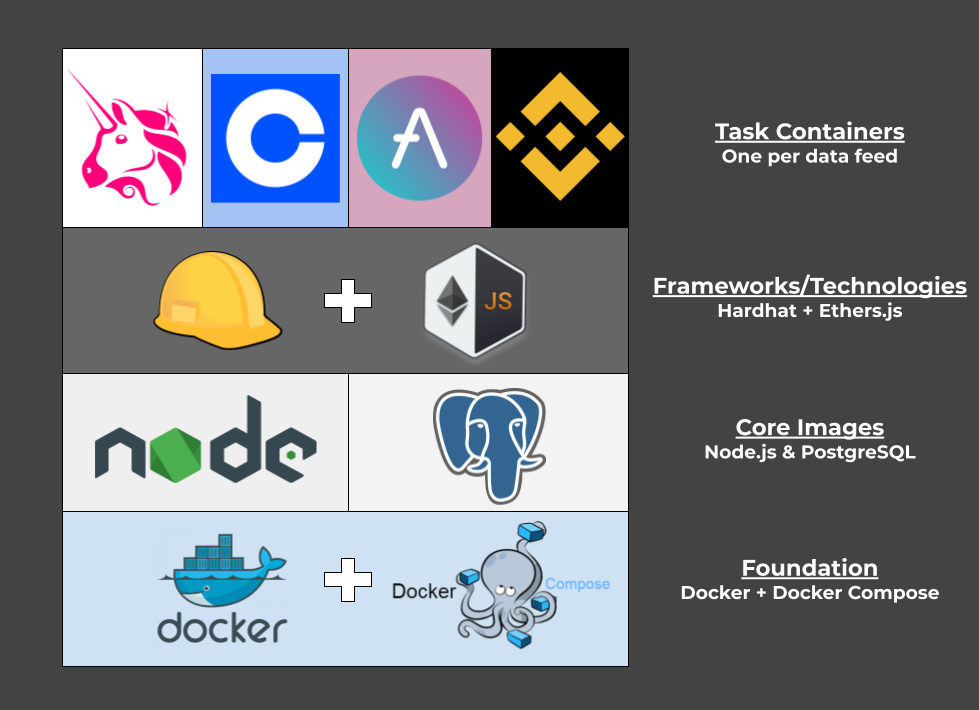 Task Containers
One per data feed
JS
Frameworks/Technologies
Hardhat + Ethers.js
node
Core Images
Node.js & PostgreSQL
docker
Docker Compose
Foundation
Docker + Docker Compose